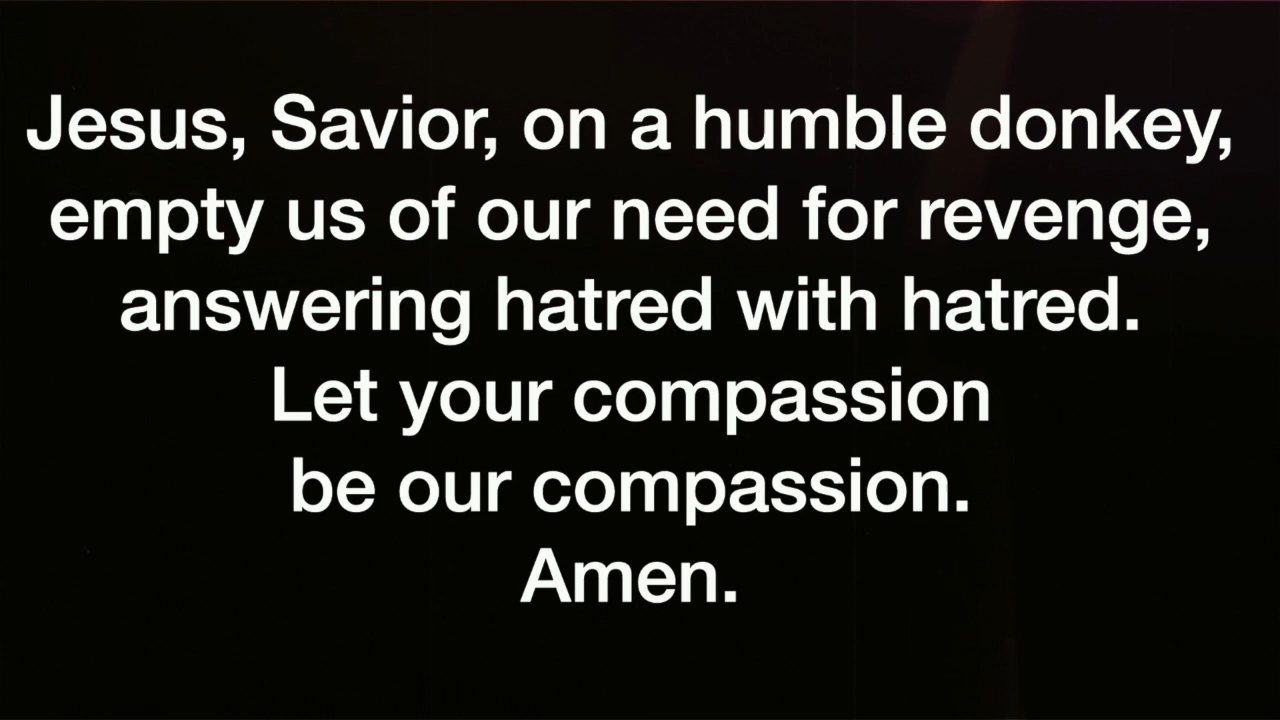 Jesus, Savior, on a humble donkey,
empty us of our need for revenge,
answering hatred with hatred.
Let your compassion
be our compassion.
Amen.